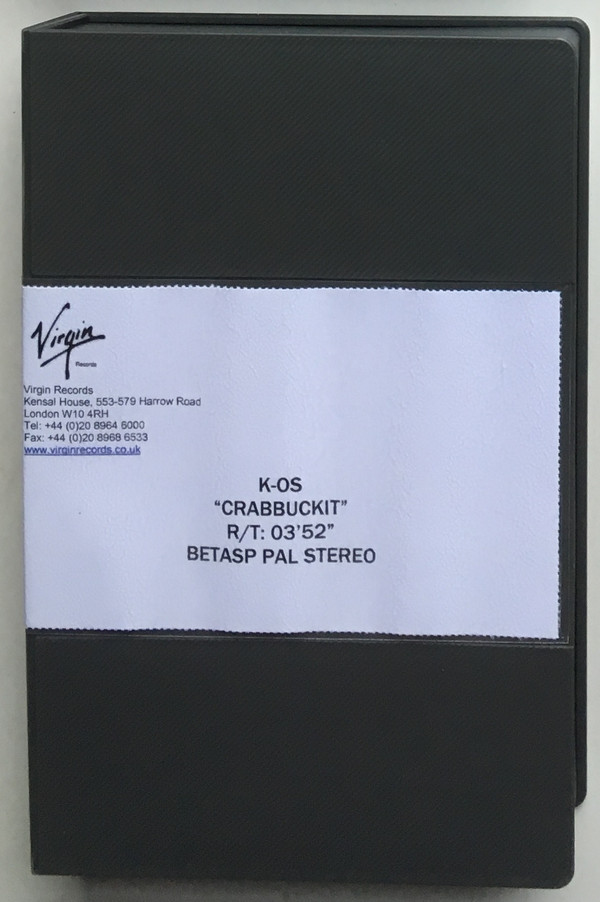 Virgin
Records
Virgin Records
Kensal House, 553-579 Harrow Road
London W10 4RH
Tel: +44 (0)20 8964 6000
Fax: +44 (0)20 8968 6533
www.virginrecords.co.uk
K-OS
“CRABBUCKIT”
R/T: 03’52”
BETASP PAL STEREO